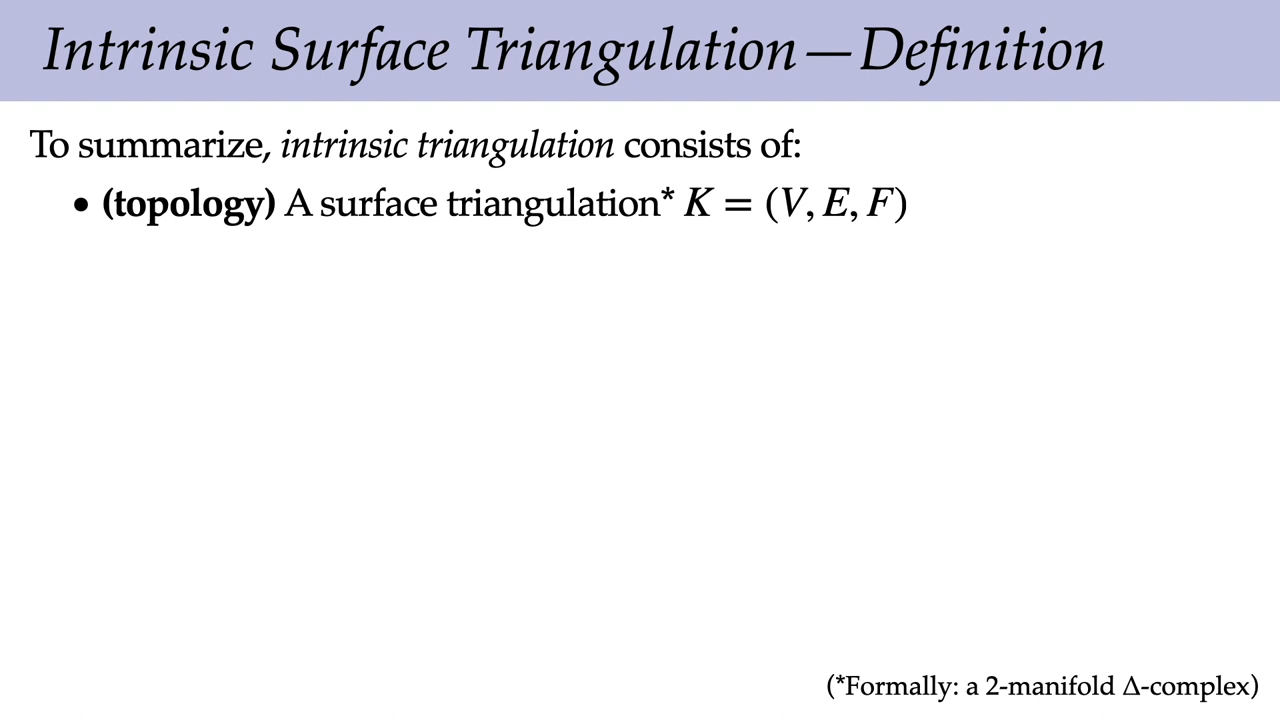 Intrinsic Surface Triangulation—Definition
To summarize, intrinsic triangulation consists of:
• (topology) A surface triangulation* K = (V, E, F)
(*Formally: a 2-manifold Δ-complex)